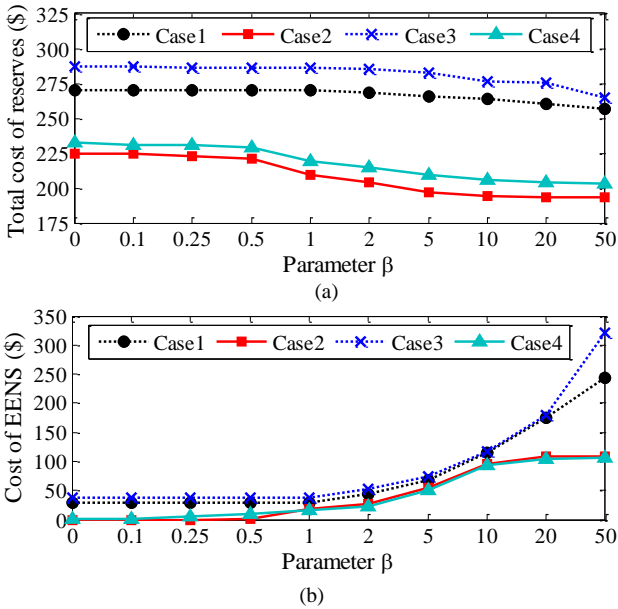 Total cost of reserves ($)
325
300
275
250
225
200
175
Case1 Case2 Case3 Case4
0 0.1 0.25 0.5 1 2 5 10 20 50
Parameter β
(a)
Cost of EENS ($)
350
300
250
200
150
100
50
0
Case1 Case2 Case3 Case4
0 0.1 0.25 0.5 1 2 5 10 20 50
Parameter β
(b)